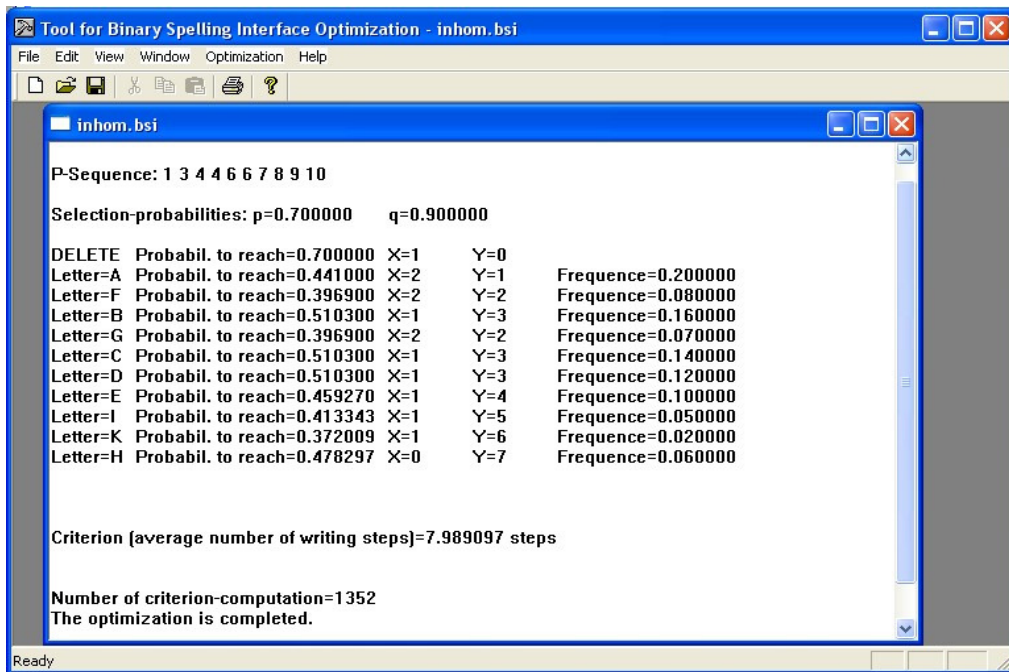 Tool for Binary Spelling Interface Optimization - inhom.bsi
File Edit View Window Optimization Help
inhom.bsi
P-Sequence: 1 3 4 4 6 6 7 8 9 10
Selection-probabilities: p=0.700000 q=0.900000
DELETE Probabil. to reach=0.700000 X=1 Y=0
Letter=A Probabil. to reach=0.441000 X=2 Y=1 Frequence=0.200000
Letter=F Probabil. to reach=0.396900 X=2 Y=2 Frequence=0.080000
Letter=B Probabil. to reach=0.510300 X=1 Y=3 Frequence=0.160000
Letter=G Probabil. to reach=0.396900 X=2 Y=2 Frequence=0.070000
Letter=C Probabil. to reach=0.510300 X=1 Y=3 Frequence=0.140000
Letter=D Probabil. to reach=0.510300 X=1 Y=3 Frequence=0.120000
Letter=E Probabil. to reach=0.459270 X=1 Y=4 Frequence=0.100000
Letter=I Probabil. to reach=0.413343 X=1 Y=5 Frequence=0.050000
Letter=K Probabil. to reach=0.372009 X=1 Y=6 Frequence=0.020000
Letter=H Probabil. to reach=0.478297 X=0 Y=7 Frequence=0.060000
Criterion (average number of writing steps)=7.989097 steps
Number of criterion-computation=1352
The optimization is completed.
Ready